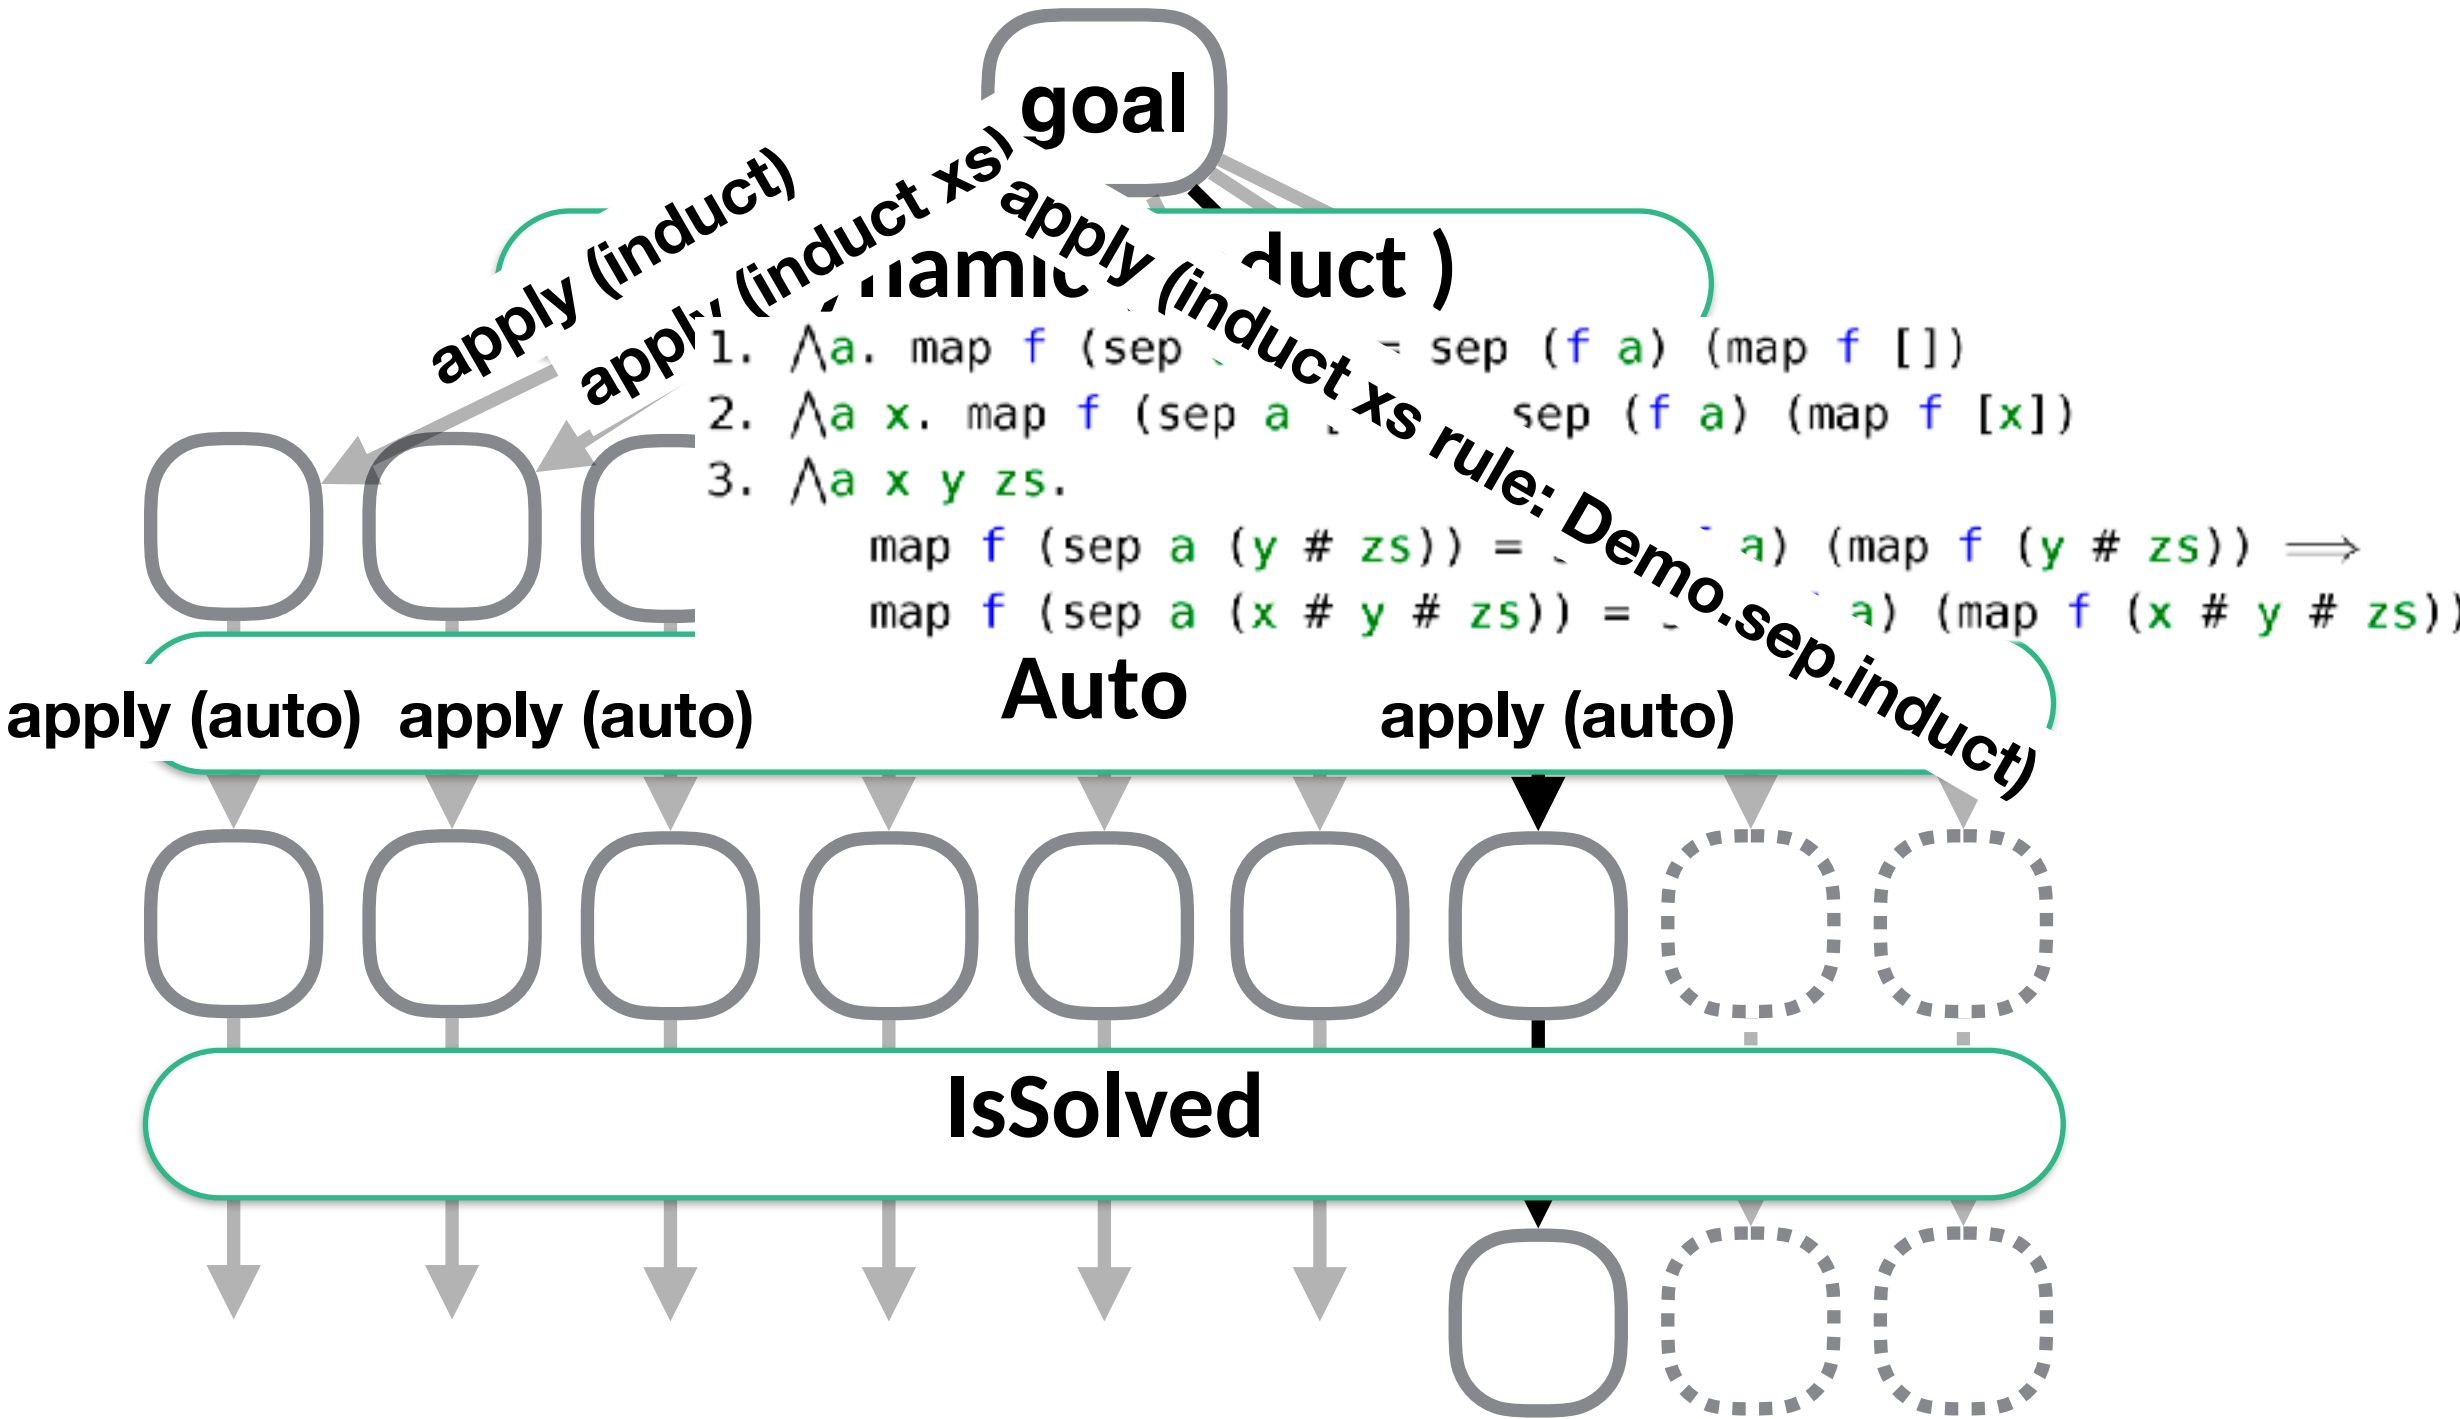 goal
apply (induct)
apply (induct xs)
apply (induct xs rule: Demo.sep.induct)
duct )
1. ⋀a. map f (sep = sep (f a) (map f [])
2. ⋀a x. map f (sep a sep (f a) (map f [x])
3. ⋀a x y zs.
map f (sep a (y # zs)) = a) (map f (y # zs)) ⟹
map f (sep a (x # y # zs)) = a) (map f (x # y # zs))
Auto
apply (auto) apply (auto) apply (auto)
IsSolved